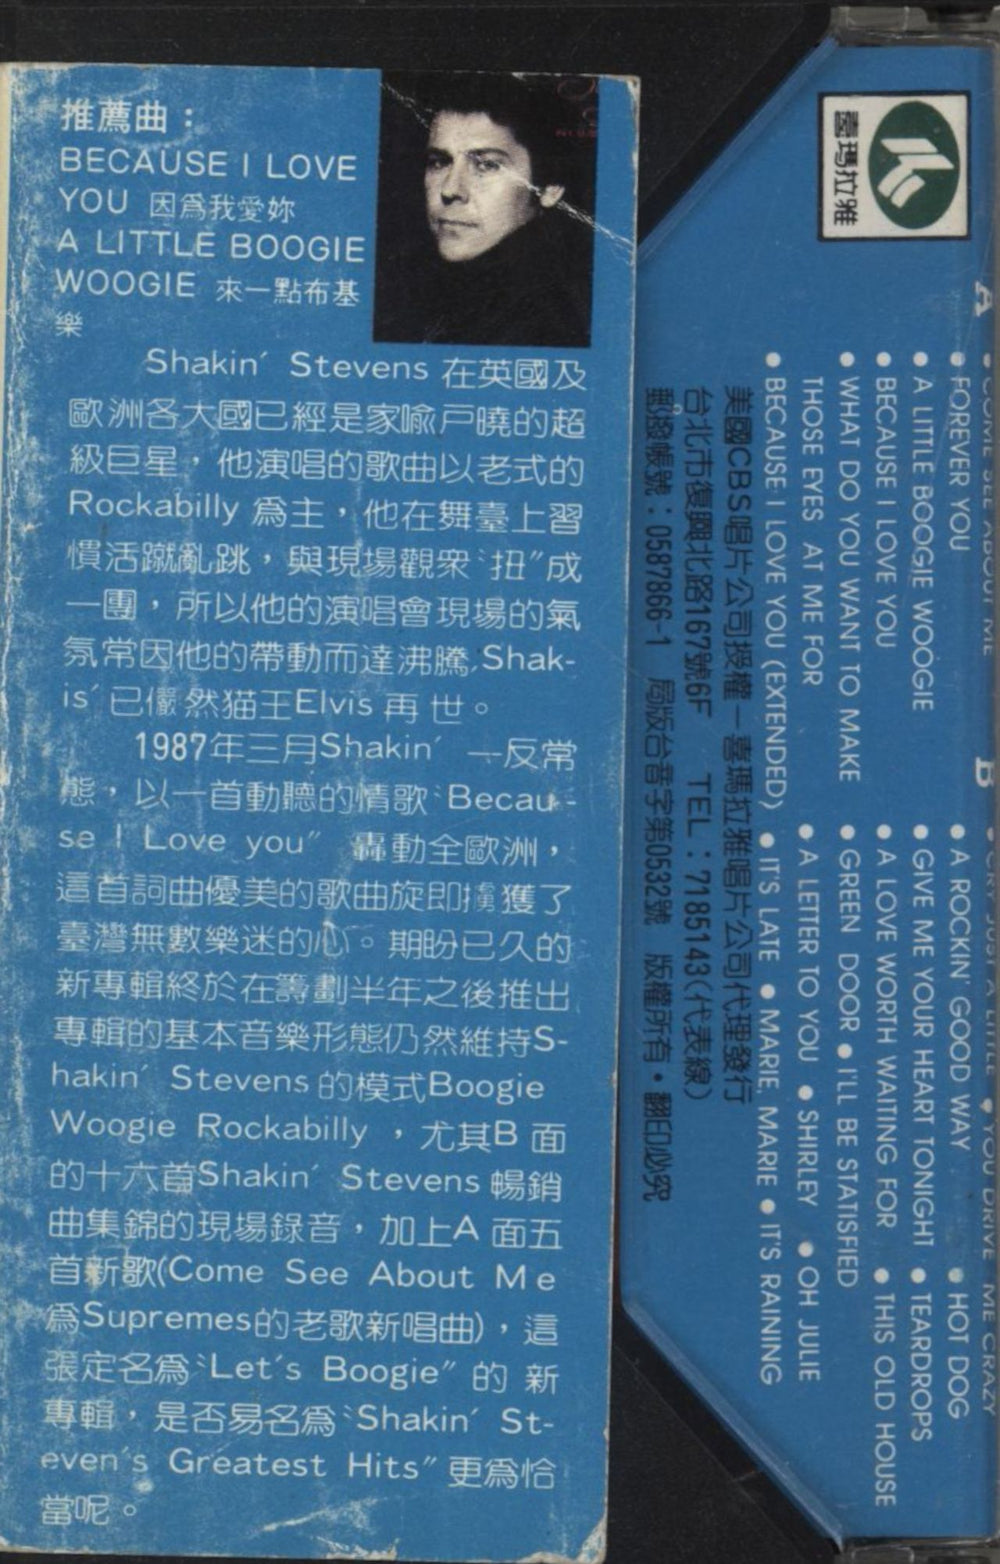 推薦曲：
BECAUSE I LOVE
YOU 因爲我愛妳
A LITTLE BOOGIE
WOOGIE 來一點布基
樂
Shakin′ Stevens 在英國及
歐洲各大國已經是家喩戶曉的超
級巨星，他演唱的歌曲以老式的
Rockabilly 爲主，他在舞臺上習
慣活蹴亂跳，與現場觀衆〝扭〞成
一團，所以他的演唱會現場的氣
氛常因他的帶動而達沸騰,Shak-
is′已儼然猫王Elvis 再世。
1987年三月Shakin′ 一反常
態，以一首動聽的情歌〝Becau-
se I Love you〞 轟動全歐洲，
這首詞曲優美的歌曲旋即擄獲了
臺灣無數樂迷的心。期盼已久的
新專輯終於在籌劃半年之後推出
專輯的基本音樂形態仍然維持S-
hakin′ Stevens 的模式Boogie
Woogie Rockabilly ，尤其B 面
的十六首Shakin′ Stevens 暢銷
曲集錦的現場錄音，加上A 面五
首新歌(Come See About Me
爲Supremes的老歌新唱曲)，這
張定名爲〝Let′s Boogie〞的 新
專輯，是否易名爲〝Shakin′ St-
even′s Greatest Hits〞更爲恰
當呢。
喜瑪拉雅
A
● COME SEE ABOUT ME
● FOREVER YOU
● A LITTLE BOOGIE WOOGIE
● BECAUSE I LOVE YOU
● WHAT DO YOU WANT TO MAKE
THOSE EYES AT ME FOR
● BECAUSE I LOVE YOU (EXTENDED)
B
● CRY JUST A LITTLE ● YOU DRIVE ME CRAZY
● A ROCKIN' GOOD WAY ● HOT DOG
● GIVE ME YOUR HEART TONIGHT ● TEARDROPS
● A LOVE WORTH WAITING FOR ● THIS OLD HOUSE
● GREEN DOOR ● I'LL BE STATISFIED
● A LETTER TO YOU ● SHIRLEY ● OH JULIE
● IT'S LATE ● MARIE, MARIE ● IT'S RAINING
美國CBS唱片公司授權－喜瑪拉雅唱片公司代理發行
台北市復興北路167號6F TEL：7185143(代表線)
郵撥帳號：0587866-1 局版台音字第0532號 版權所有・翻印必究